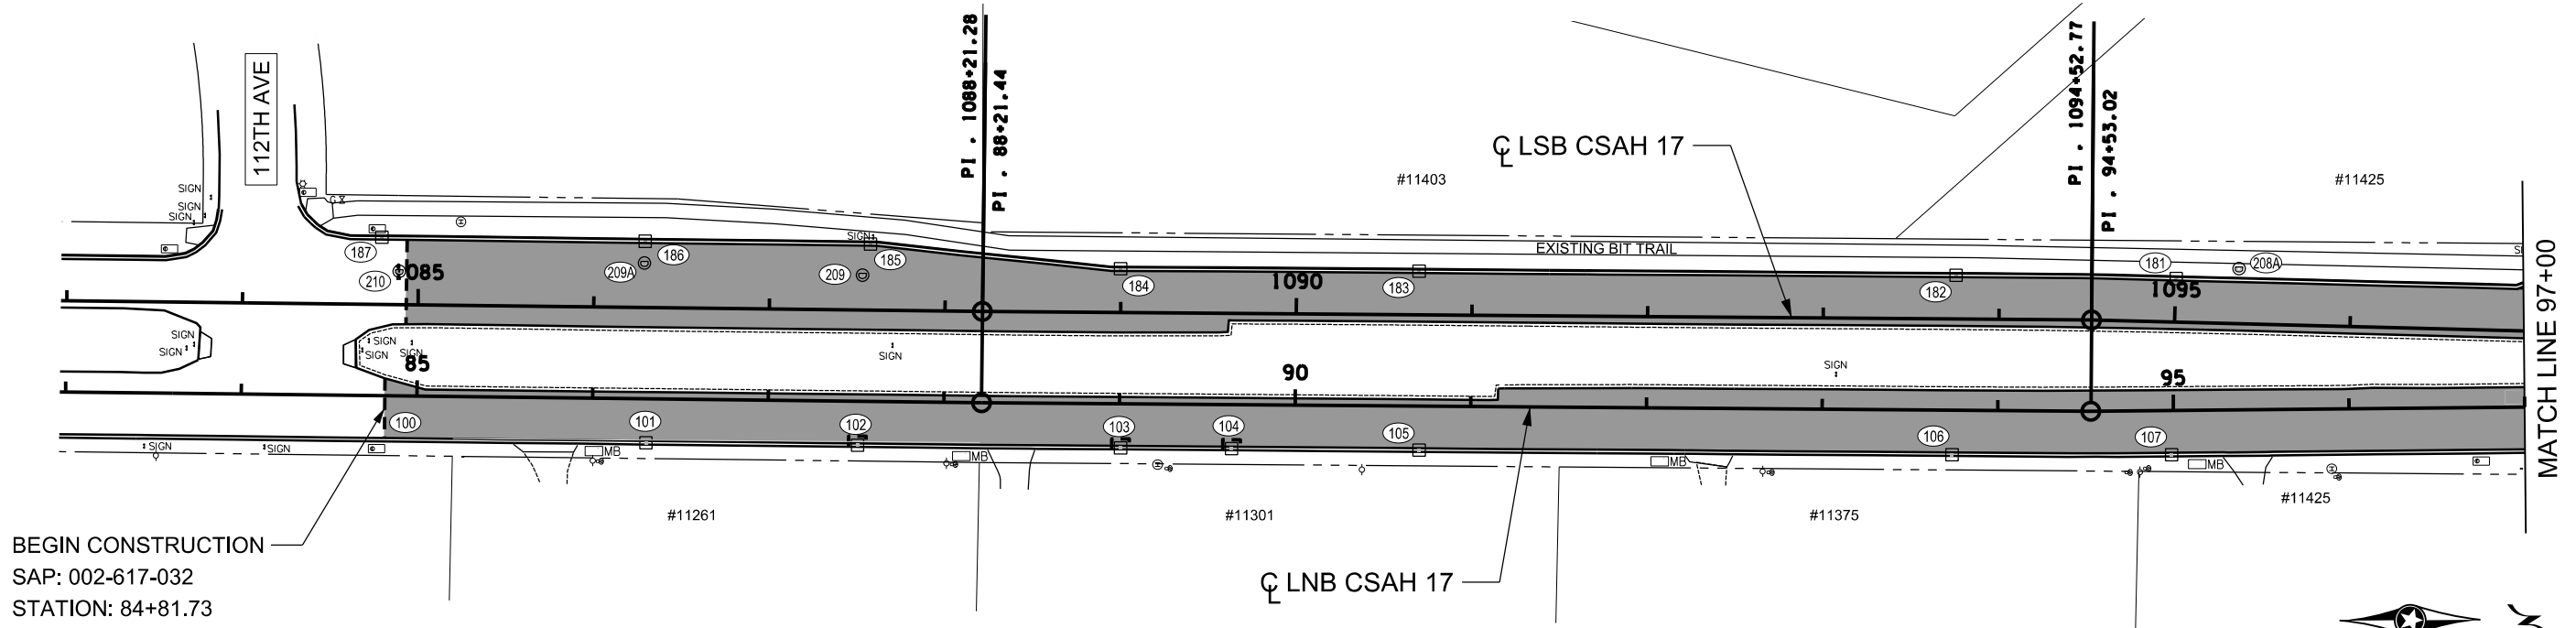 112TH AVE
PI. 1088+21.28
PI. 88+21.44
PI. 1094+52.77
PI. 94+53.02
℄ LSB CSAH 17
#11403
#11425
SIGN
SIGN
SIGN
G
H
SIGN
EXISTING BIT TRAIL
187
186
185
184
183
182
181
208A
210
1085
209A
209
1090
1095
MATCH LINE 97+00
SIGN
SIGN
SIGN
SIGN
SIGN
SIGN
SIGN
85
90
95
100
101
102
103
104
105
106
107
SIGN
SIGN
MB
MB
H
MB
MB
H
#11261
#11301
#11375
#11425
BEGIN CONSTRUCTION
SAP: 002-617-032
STATION: 84+81.73
℄ LNB CSAH 17